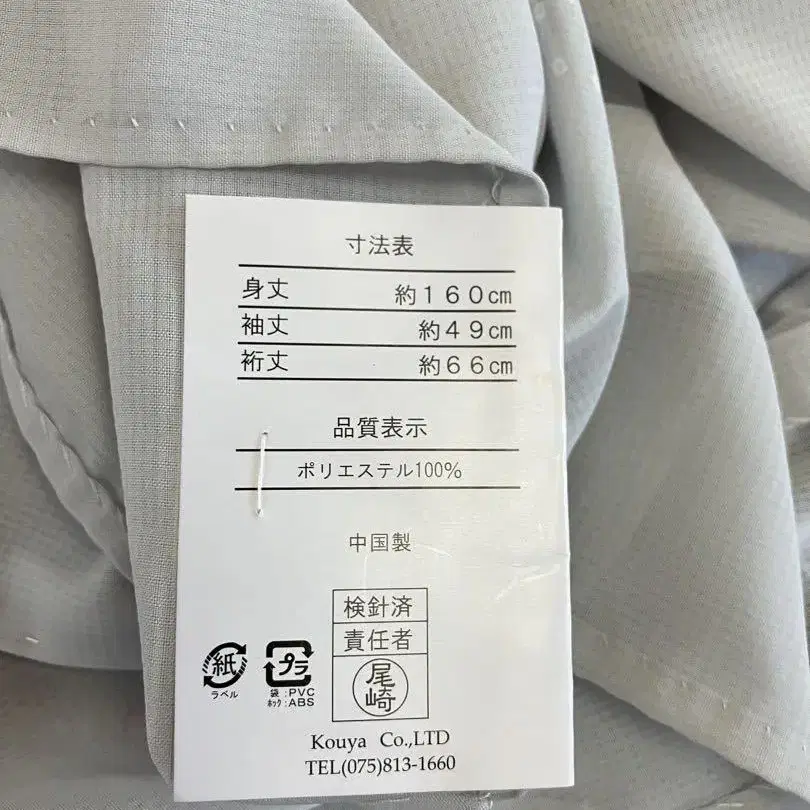 寸法表
身丈 約160cm
袖丈 約49cm
裄丈 約66cm
品質表示
ポリエステル100%
中国製
検針済
責任者
尾崎
紙
ラベル
プラ
袋:PVC
ホック:ABS
Kouya Co.,LTD
TEL(075)813-1660